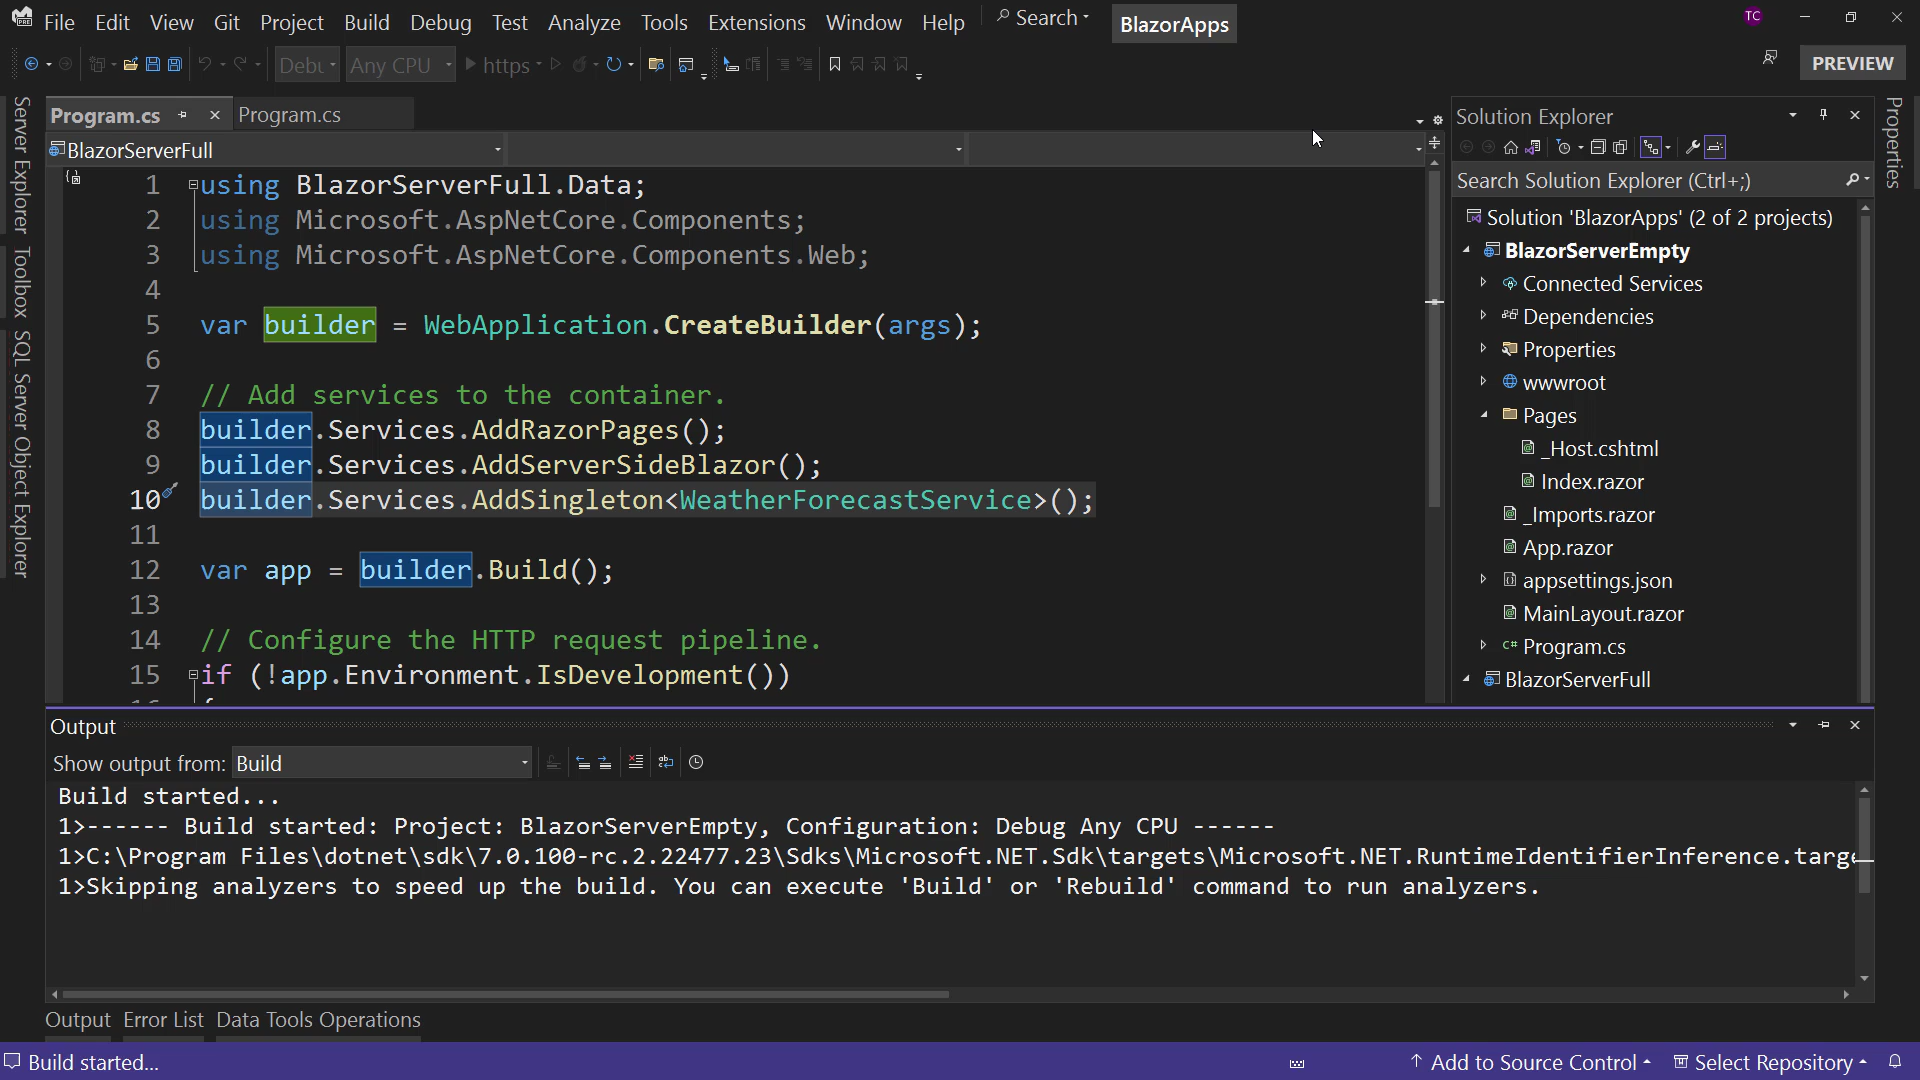 File Edit View Git Project Build Debug Test Analyze Tools Extensions Window Help Search BlazorApps TC
Debu Any CPU https PREVIEW
Server Explorer
Toolbox
SQL Server Object Explorer
Program.cs Program.cs
BlazorServerFull
1 using BlazorServerFull.Data;
2 using Microsoft.AspNetCore.Components;
3 using Microsoft.AspNetCore.Components.Web;
4
5 var builder = WebApplication.CreateBuilder(args);
6
7 // Add services to the container.
8 builder.Services.AddRazorPages();
9 builder.Services.AddServerSideBlazor();
10 builder.Services.AddSingleton<WeatherForecastService>();
11
12 var app = builder.Build();
13
14 // Configure the HTTP request pipeline.
15 if (!app.Environment.IsDevelopment())
Solution Explorer
Search Solution Explorer (Ctrl+;)
Solution 'BlazorApps' (2 of 2 projects)
BlazorServerEmpty
Connected Services
Dependencies
Properties
wwwroot
Pages
_Host.cshtml
Index.razor
_Imports.razor
App.razor
appsettings.json
MainLayout.razor
C# Program.cs
BlazorServerFull
Properties
Output
Show output from: Build
Build started...
1>------ Build started: Project: BlazorServerEmpty, Configuration: Debug Any CPU ------
1>C:\Program Files\dotnet\sdk\7.0.100-rc.2.22477.23\Sdks\Microsoft.NET.Sdk\targets\Microsoft.NET.RuntimeIdentifierInference.targe
1>Skipping analyzers to speed up the build. You can execute 'Build' or 'Rebuild' command to run analyzers.
Output Error List Data Tools Operations
Build started... Add to Source Control Select Repository